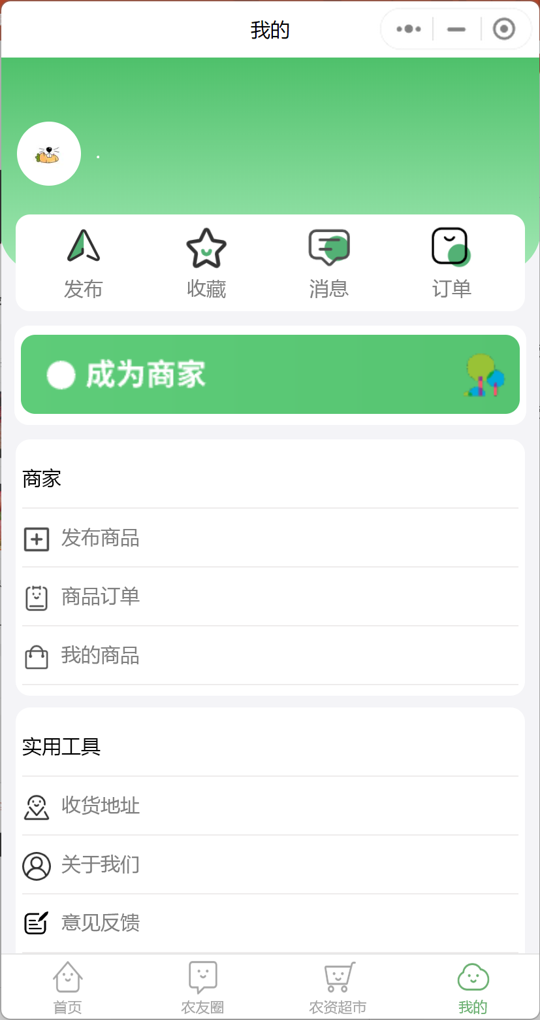 我的
.
发布
收藏
消息
订单
成为商家
商家
发布商品
商品订单
我的商品
实用工具
收货地址
关于我们
意见反馈
首页
农友圈
农资超市
我的